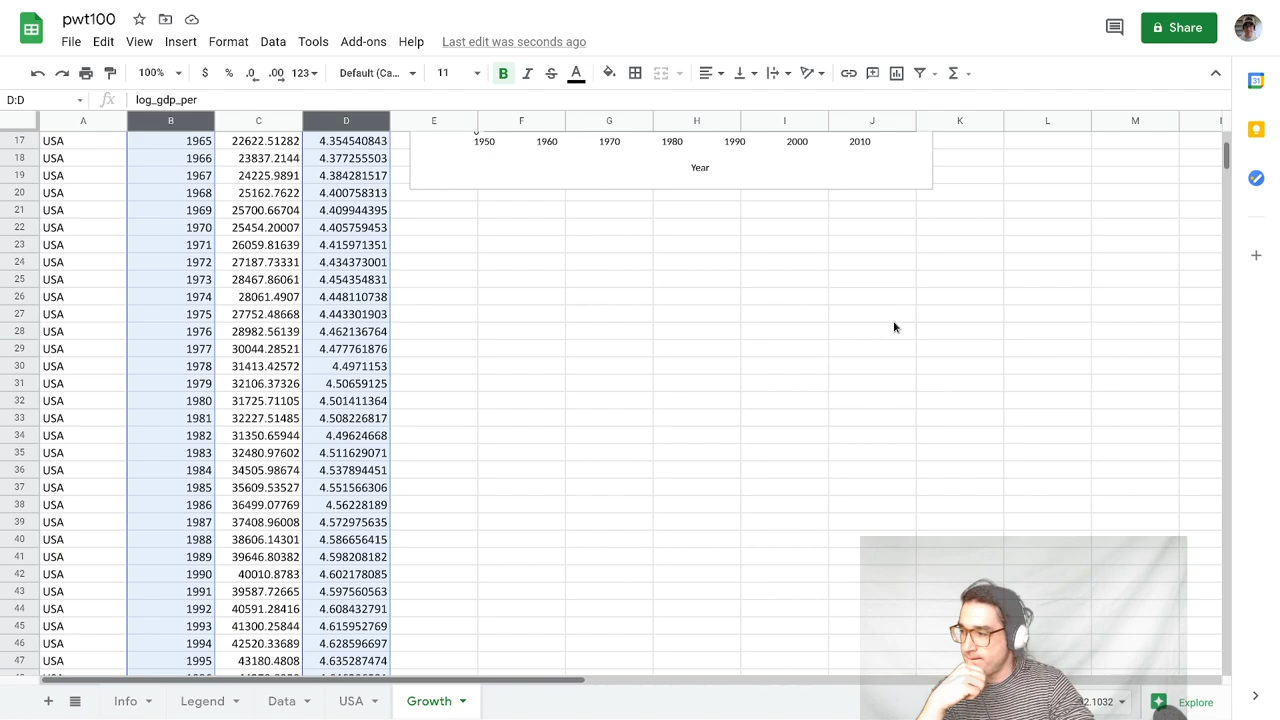 pwt100
File Edit View Insert Format Data Tools Add-ons Help Last edit was seconds ago
Share
100% $ % .0 .00 123 Default (Ca... 11 B I S A
D:D fx log_gdp_per
A B C D E F G H I J K L M
17 USA 1965 22622.51282 4.354540843
1950 1960 1970 1980 1990 2000 2010
18 USA 1966 23837.2144 4.377255503
Year
19 USA 1967 24225.9891 4.384281517
20 USA 1968 25162.7622 4.400758313
21 USA 1969 25700.66704 4.409944395
22 USA 1970 25454.20007 4.405759453
23 USA 1971 26059.81639 4.415971351
24 USA 1972 27187.73331 4.434373001
25 USA 1973 28467.86061 4.454354831
26 USA 1974 28061.4907 4.448110738
27 USA 1975 27752.48668 4.443301903
28 USA 1976 28982.56139 4.462136764
29 USA 1977 30044.28521 4.477761876
30 USA 1978 31413.42572 4.4971153
31 USA 1979 32106.37326 4.50659125
32 USA 1980 31725.71105 4.501411364
33 USA 1981 32227.51485 4.508226817
34 USA 1982 31350.65944 4.49624668
35 USA 1983 32480.97602 4.511629071
36 USA 1984 34505.98674 4.537894451
37 USA 1985 35609.53527 4.551566306
38 USA 1986 36499.07769 4.56228189
39 USA 1987 37408.96008 4.572975635
40 USA 1988 38606.14301 4.586656415
41 USA 1989 39646.80382 4.598208182
42 USA 1990 40010.8783 4.602178085
43 USA 1991 39587.72665 4.597560563
44 USA 1992 40591.28416 4.608432791
45 USA 1993 41300.25844 4.615952769
46 USA 1994 42520.33689 4.628596697
47 USA 1995 43180.4808 4.635287474
Info Legend Data USA Growth 2.1032 Explore